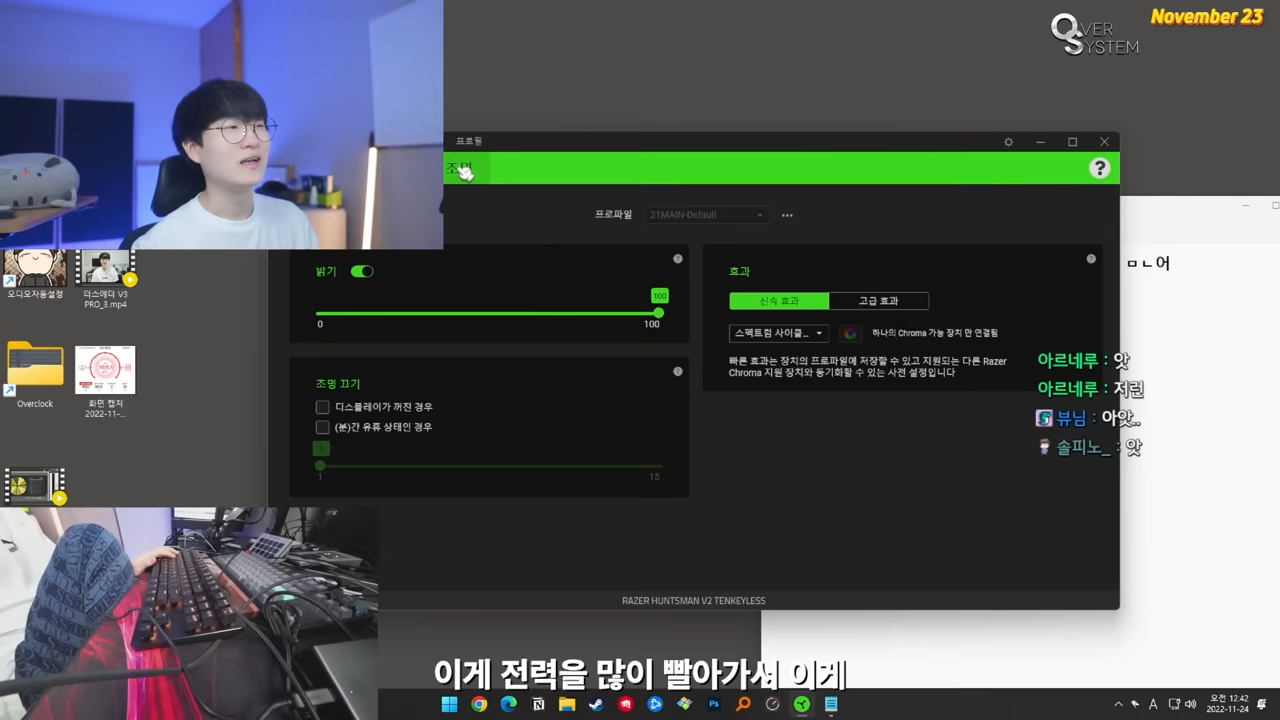 November 23
OVER
SYSTEM
프로필
조명
?
프로파일
21MAIN-Default
밝기
100
0
100
효과
신속 효과
고급 효과
스펙트럼 사이클...
하나의 Chroma 가능 장치 만 연결됨
빠른 효과는 장치의 프로파일에 저장할 수 있고 지원되는 다른 Razer
Chroma 지원 장치와 동기화할 수 있는 사전 설정입니다
조명 끄기
디스플레이가 꺼진 경우
(분)간 유휴 상태인 경우
1
1
15
RAZER HUNTSMAN V2 TENKEYLESS
ㅁㄴ어
아르네루 : 앗
아르네루 : 저런
뷰님 : 아앗..
솔피노_ : 앗
오디오자동설정
더스애더 V3
PRO_3.mp4
Overclock
화면 캡처
2022-11-...
이게 전력을 많이 빨아가셔 이게
A
오전 12:42
2022-11-24